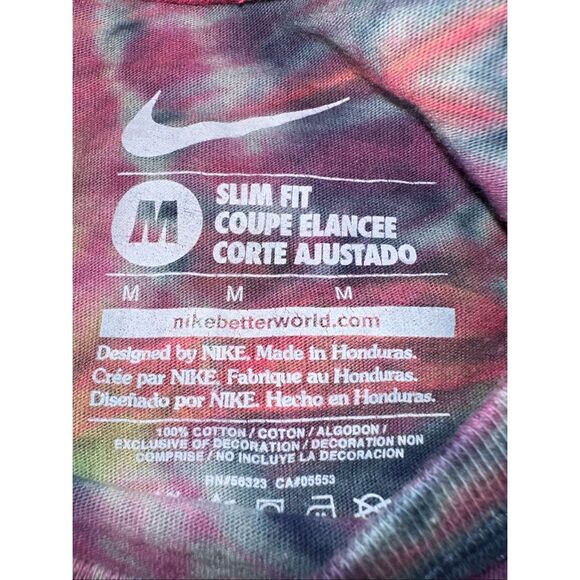 M
SLIM FIT
COUPE ELANCEE
CORTE AJUSTADO
M M M
nikebetterworld.com
Designed by NIKE. Made in Honduras.
Crée par NIKE. Fabrique au Honduras.
Diseñado por NIKE. Hecho en Honduras.
100% COTTON / COTON / ALGODON /
EXCLUSIVE OF DECORATION / DECORATION NON
COMPRISE / NO INCLUYE LA DECORACION
RN#56323 CA#05553